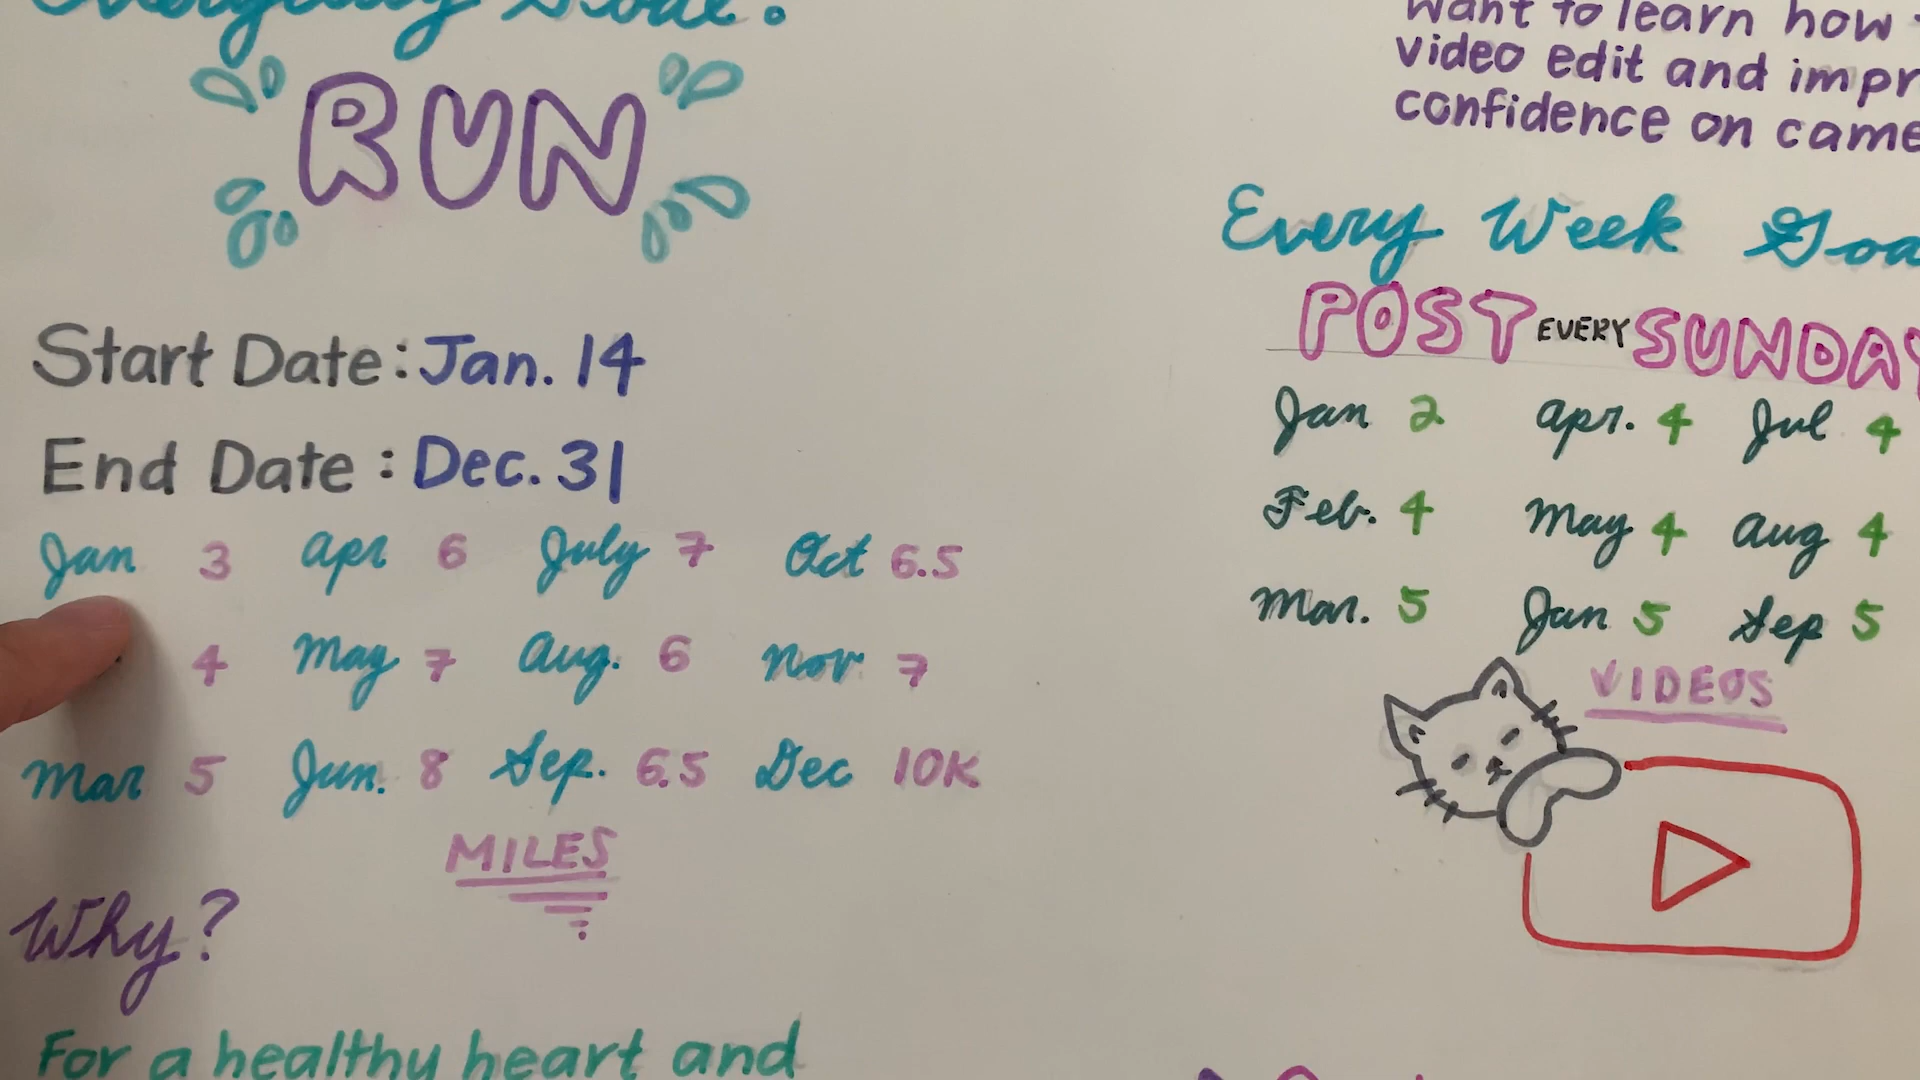 Everyday Goal:
RUN
Start Date: Jan. 14
End Date: Dec. 31
Jan 3 Apr 6 July 7 Oct 6.5
4 May 7 Aug. 6 Nov 7
Mar 5 Jun. 8 Sep. 6.5 Dec 10K
MILES
Why?
For a healthy heart and
Want to learn how
video edit and impr
confidence on came
Every Week Goa
POST EVERY SUNDAY
Jan 2 Apr. 4 Jul 4
Feb. 4 May 4 Aug 4
Mar. 5 Jun 5 Sep 5
VIDEOS